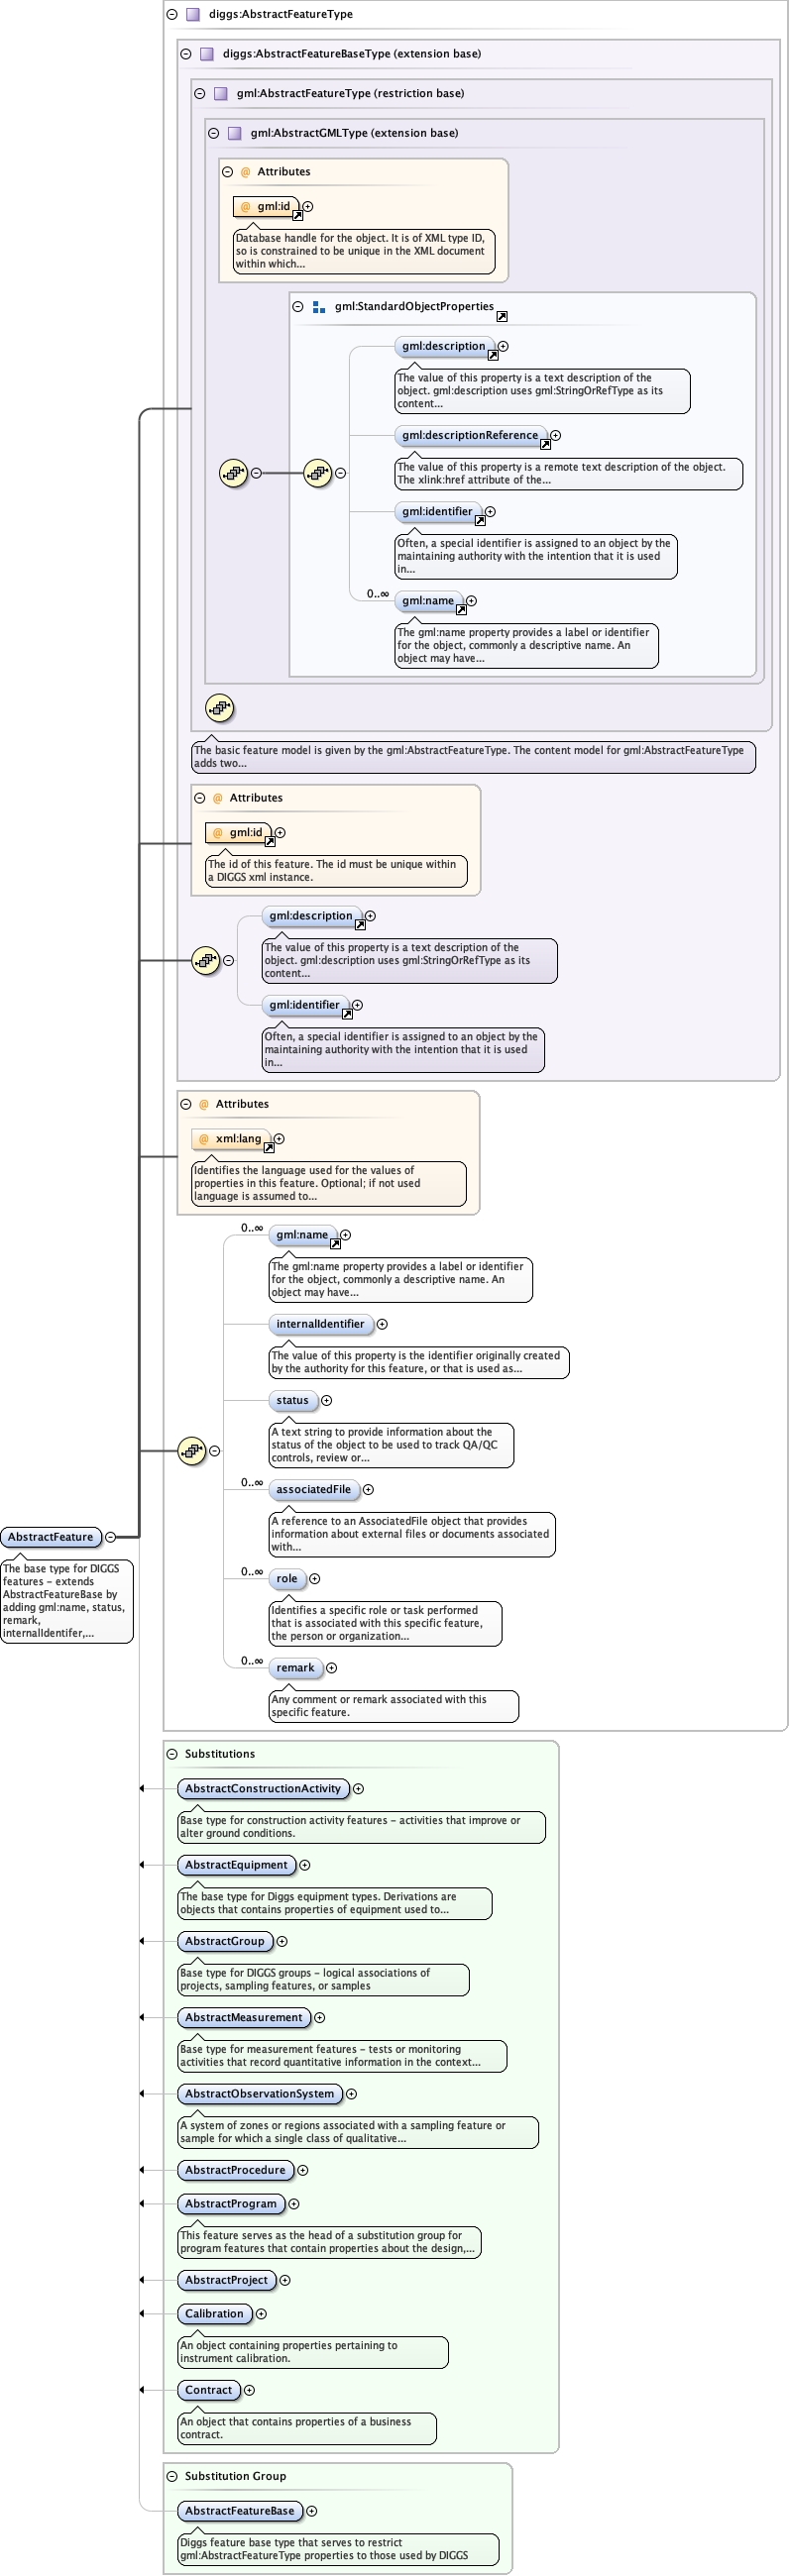 diggs:AbstractFeatureType
diggs:AbstractFeatureBaseType (extension base)
gml:AbstractFeatureType (restriction base)
gml:AbstractGMLType (extension base)
@ Attributes
@ gml:id
Database handle for the object. It is of XML type ID,
so is constrained to be unique in the XML document
within which...
gml:StandardObjectProperties
gml:description
The value of this property is a text description of the
object. gml:description uses gml:StringOrRefType as its
content...
gml:descriptionReference
The value of this property is a remote text description of the object.
The xlink:href attribute of the...
gml:identifier
Often, a special identifier is assigned to an object by the
maintaining authority with the intention that it is used
in...
0..∞
gml:name
The gml:name property provides a label or identifier
for the object, commonly a descriptive name. An
object may have...
The basic feature model is given by the gml:AbstractFeatureType. The content model for gml:AbstractFeatureType
adds two...
@ Attributes
@ gml:id
The id of this feature. The id must be unique within
a DIGGS xml instance.
gml:description
The value of this property is a text description of the
object. gml:description uses gml:StringOrRefType as its
content...
gml:identifier
Often, a special identifier is assigned to an object by the
maintaining authority with the intention that it is used
in...
@ Attributes
@ xml:lang
Identifies the language used for the values of
properties in this feature. Optional; if not used
language is assumed to...
0..∞
gml:name
The gml:name property provides a label or identifier
for the object, commonly a descriptive name. An
object may have...
internalIdentifier
The value of this property is the identifier originally created
by the authority for this feature, or that is used as...
status
A text string to provide information about the
status of the object to be used to track QA/QC
controls, review or...
0..∞
associatedFile
A reference to an AssociatedFile object that provides
information about external files or documents associated
with...
0..∞
role
Identifies a specific role or task performed
that is associated with this specific feature,
the person or organization...
0..∞
remark
Any comment or remark associated with this
specific feature.
AbstractFeature
The base type for DIGGS
features - extends
AbstractFeatureBase by
adding gml:name, status,
remark,
internalIdentifer,...
Substitutions
AbstractConstructionActivity
Base type for construction activity features - activities that improve or
alter ground conditions.
AbstractEquipment
The base type for Diggs equipment types. Derivations are
objects that contains properties of equipment used to...
AbstractGroup
Base type for DIGGS groups - logical associations of
projects, sampling features, or samples
AbstractMeasurement
Base type for measurement features - tests or monitoring
activities that record quantitative information in the context...
AbstractObservationSystem
A system of zones or regions associated with a sampling feature or
sample for which a single class of qualitative...
AbstractProcedure
AbstractProgram
This feature serves as the head of a substitution group for
program features that contain properties about the design,...
AbstractProject
Calibration
An object containing properties pertaining to
instrument calibration.
Contract
An object that contains properties of a business
contract.
Substitution Group
AbstractFeatureBase
Diggs feature base type that serves to restrict
gml:AbstractFeatureType properties to those used by DIGGS